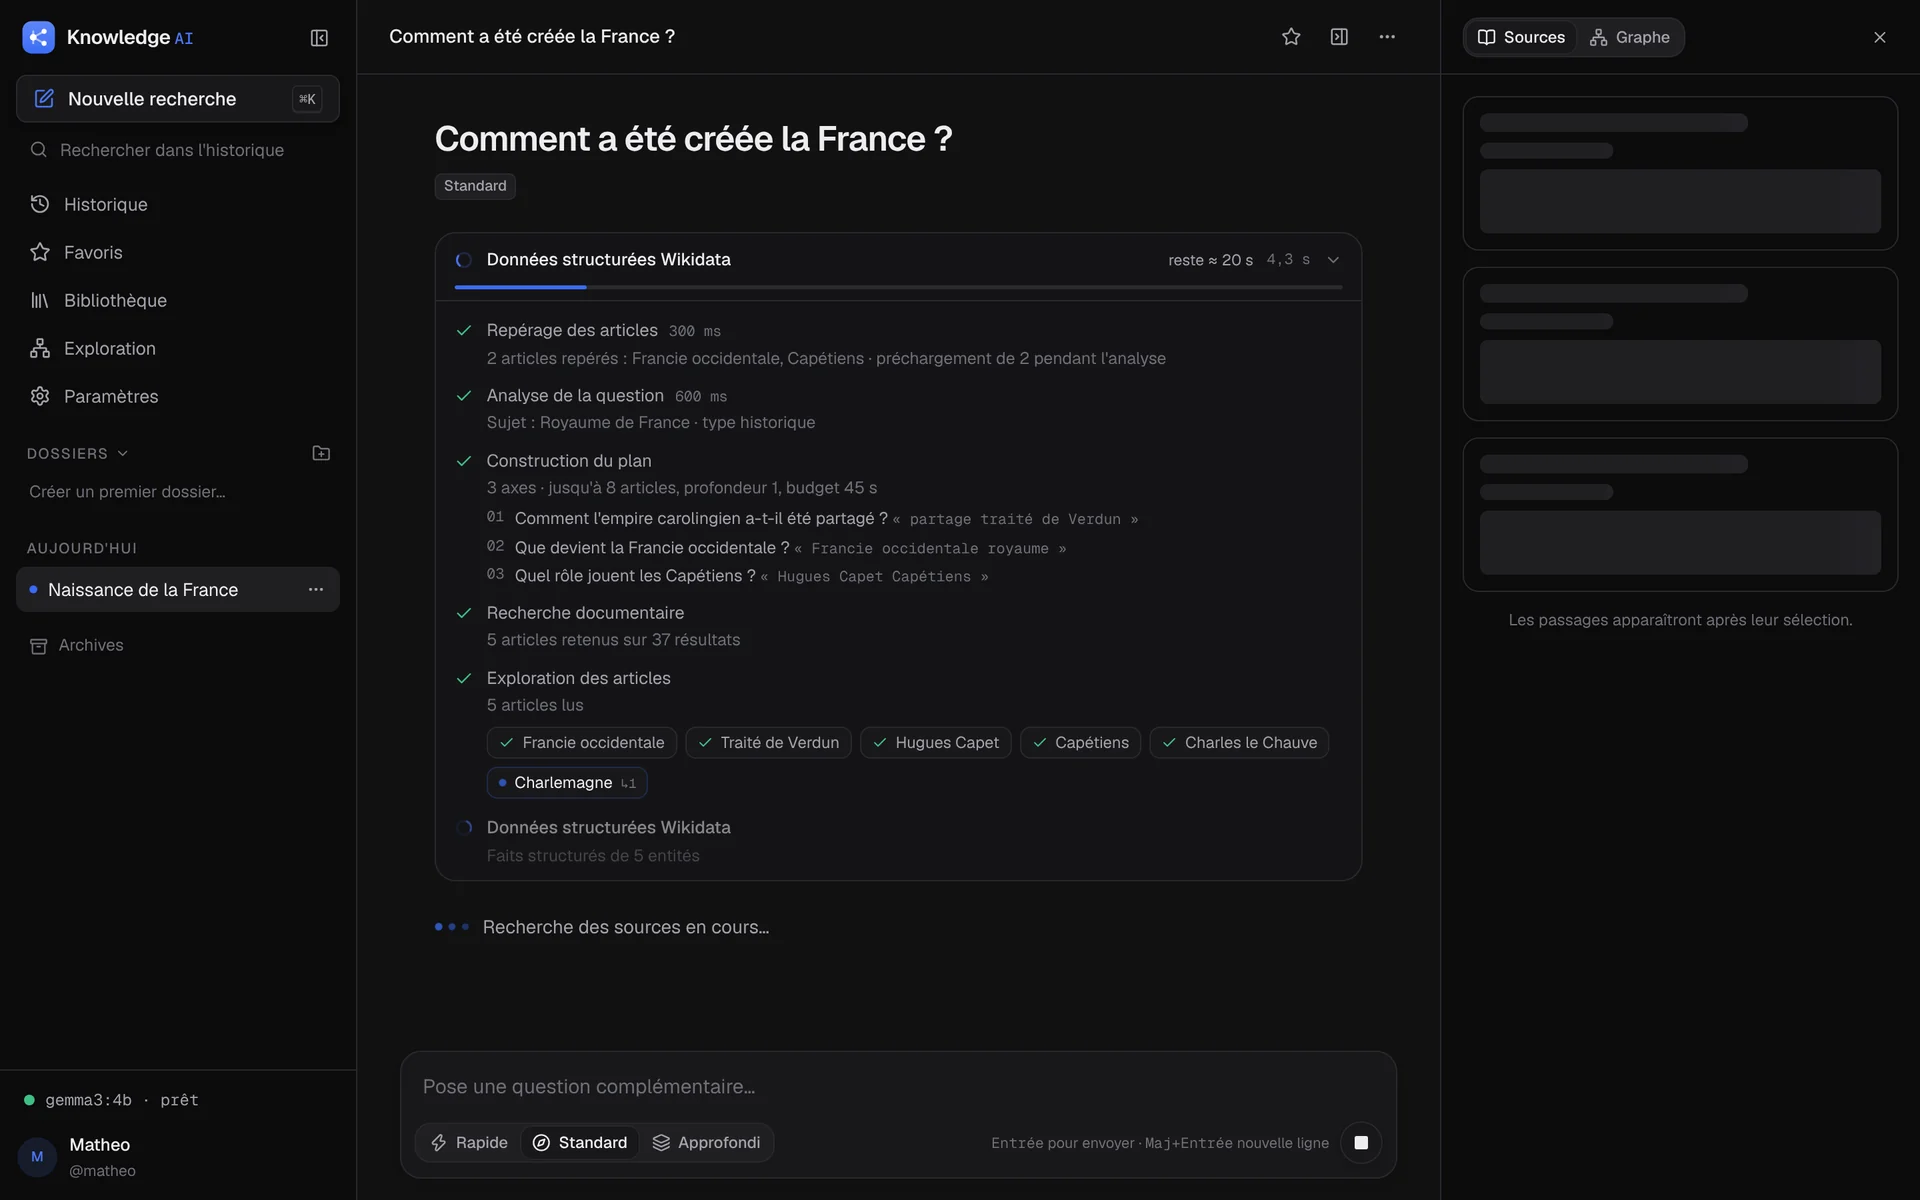 Knowledge AI
Nouvelle recherche ⌘K
Rechercher dans l'historique
Historique
Favoris
Bibliothèque
Exploration
Paramètres
DOSSIERS
Créer un premier dossier…
AUJOURD'HUI
Naissance de la France
Archives
gemma3:4b · prêt
M
Matheo
@matheo
Comment a été créée la France ?
Comment a été créée la France ?
Standard
Données structurées Wikidata reste ≈ 20 s 4,3 s
Repérage des articles 300 ms
2 articles repérés : Francie occidentale, Capétiens · préchargement de 2 pendant l'analyse
Analyse de la question 600 ms
Sujet : Royaume de France · type historique
Construction du plan
3 axes · jusqu'à 8 articles, profondeur 1, budget 45 s
01 Comment l'empire carolingien a-t-il été partagé ? « partage traité de Verdun »
02 Que devient la Francie occidentale ? « Francie occidentale royaume »
03 Quel rôle jouent les Capétiens ? « Hugues Capet Capétiens »
Recherche documentaire
5 articles retenus sur 37 résultats
Exploration des articles
5 articles lus
Francie occidentale Traité de Verdun Hugues Capet Capétiens Charles le Chauve
Charlemagne ↳1
Données structurées Wikidata
Faits structurés de 5 entités
Recherche des sources en cours…
Pose une question complémentaire…
Rapide Standard Approfondi Entrée pour envoyer · Maj+Entrée nouvelle ligne
Sources Graphe
Les passages apparaîtront après leur sélection.